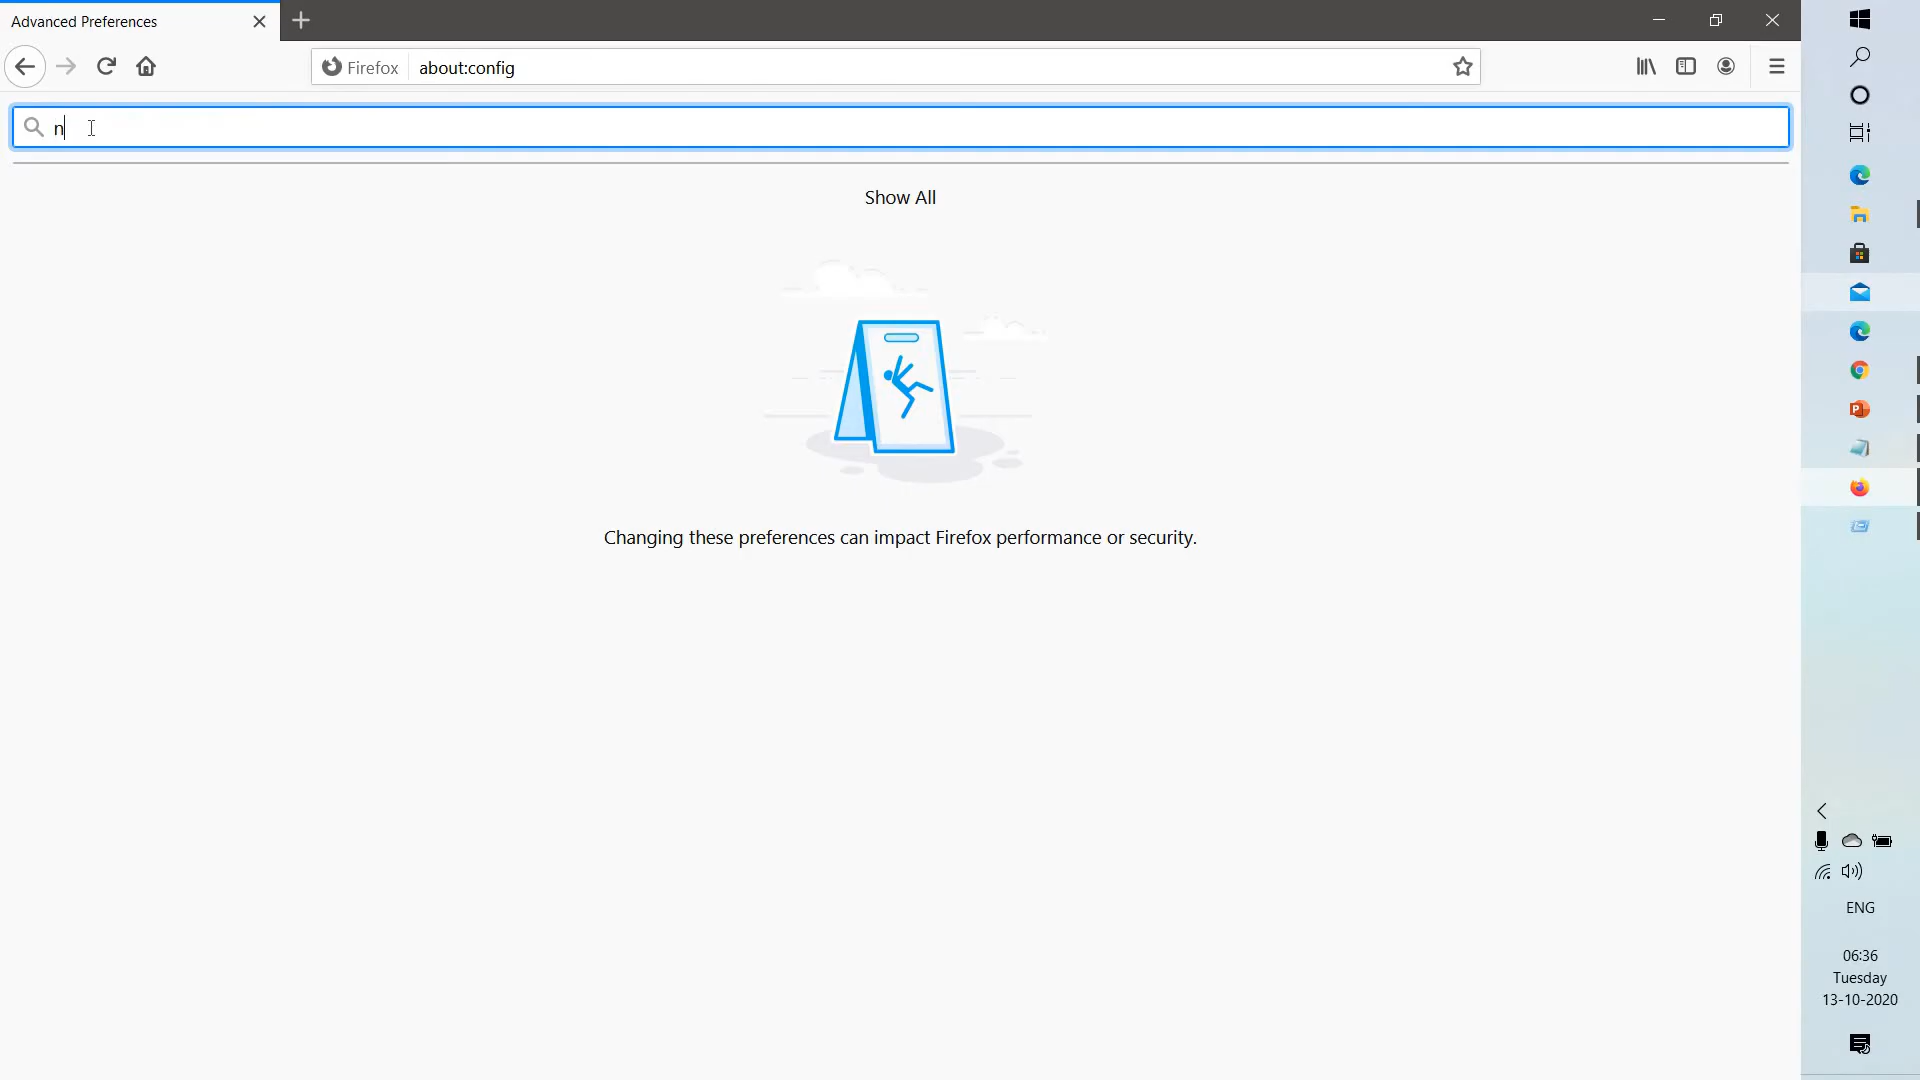 Advanced Preferences
Firefox
about:config
n
Show All
Changing these preferences can impact Firefox performance or security.
ENG
06:36
Tuesday
13-10-2020